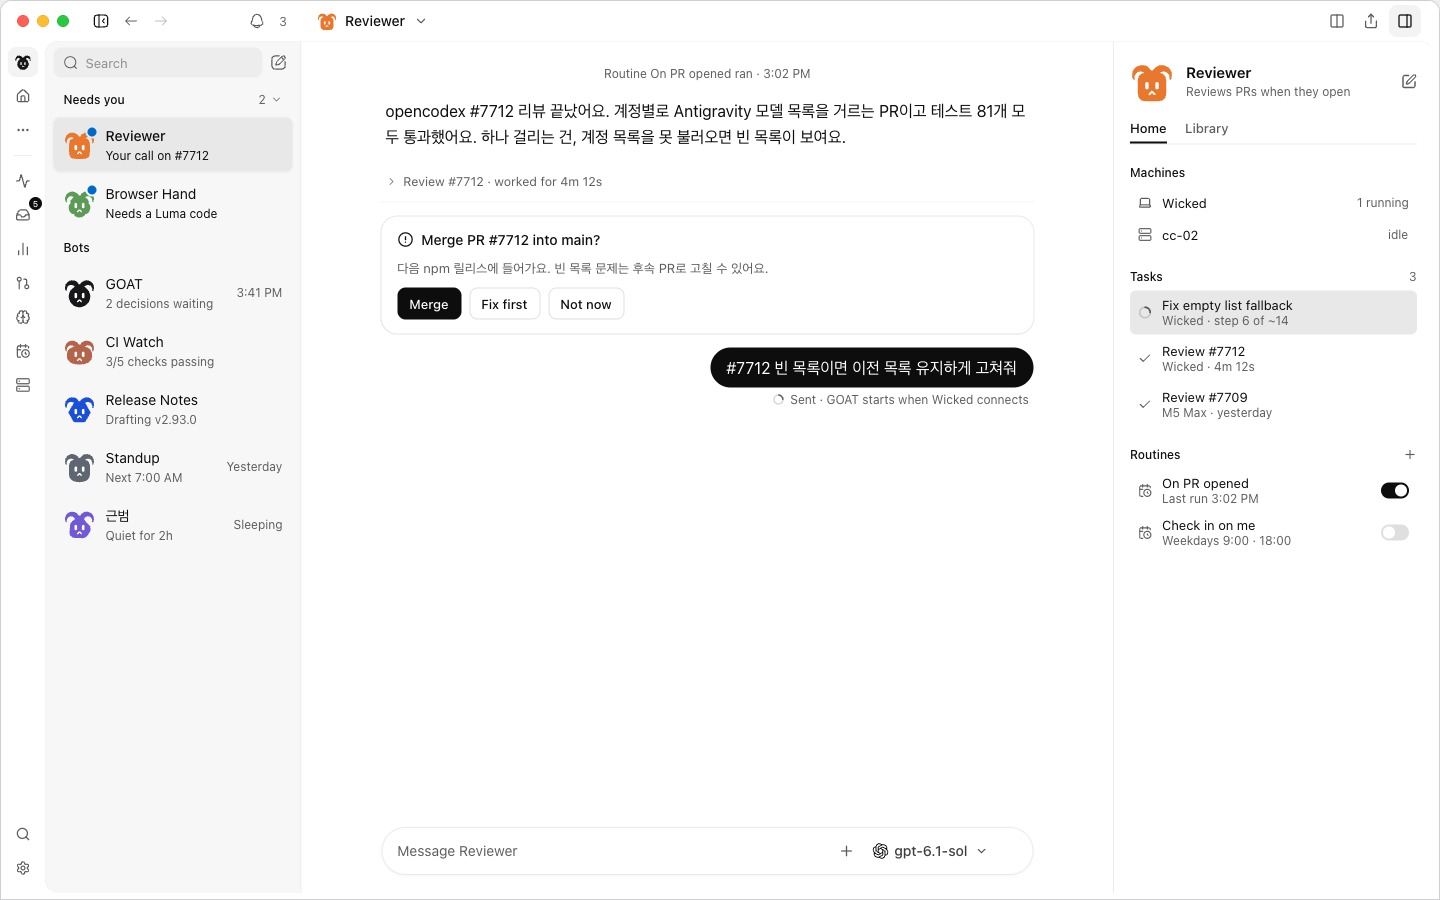 3
Reviewer
Search
Needs you
2
Reviewer
Your call on #7712
Browser Hand
Needs a Luma code
5
Bots
GOAT
2 decisions waiting
3:41 PM
CI Watch
3/5 checks passing
Release Notes
Drafting v2.93.0
Standup
Next 7:00 AM
Yesterday
근범
Quiet for 2h
Sleeping
Routine On PR opened ran · 3:02 PM
opencodex #7712 리뷰 끝났어요. 계정별로 Antigravity 모델 목록을 거르는 PR이고 테스트 81개 모
두 통과했어요. 하나 걸리는 건, 계정 목록을 못 불러오면 빈 목록이 보여요.
Review #7712 · worked for 4m 12s
Merge PR #7712 into main?
다음 npm 릴리스에 들어가요. 빈 목록 문제는 후속 PR로 고칠 수 있어요.
Merge
Fix first
Not now
#7712 빈 목록이면 이전 목록 유지하게 고쳐줘
Sent · GOAT starts when Wicked connects
Message Reviewer
gpt-6.1-sol
Reviewer
Reviews PRs when they open
Home
Library
Machines
Wicked
1 running
cc-02
idle
Tasks
3
Fix empty list fallback
Wicked · step 6 of ~14
Review #7712
Wicked · 4m 12s
Review #7709
M5 Max · yesterday
Routines
On PR opened
Last run 3:02 PM
Check in on me
Weekdays 9:00 · 18:00